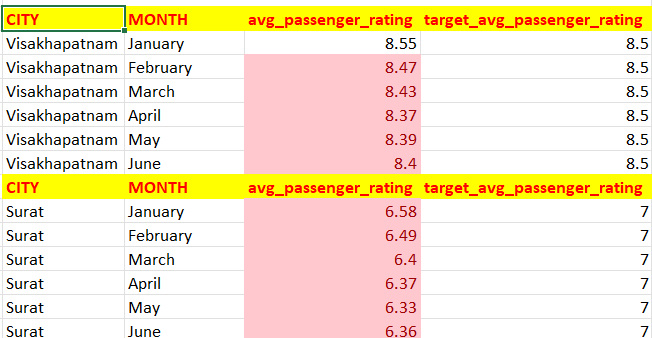 CITY MONTH avg_passenger_rating target_avg_passenger_rating
Visakhapatnam January 8.55 8.5
Visakhapatnam February 8.47 8.5
Visakhapatnam March 8.43 8.5
Visakhapatnam April 8.37 8.5
Visakhapatnam May 8.39 8.5
Visakhapatnam June 8.4 8.5
CITY MONTH avg_passenger_rating target_avg_passenger_rating
Surat January 6.58 7
Surat February 6.49 7
Surat March 6.4 7
Surat April 6.37 7
Surat May 6.33 7
Surat June 6.36 7